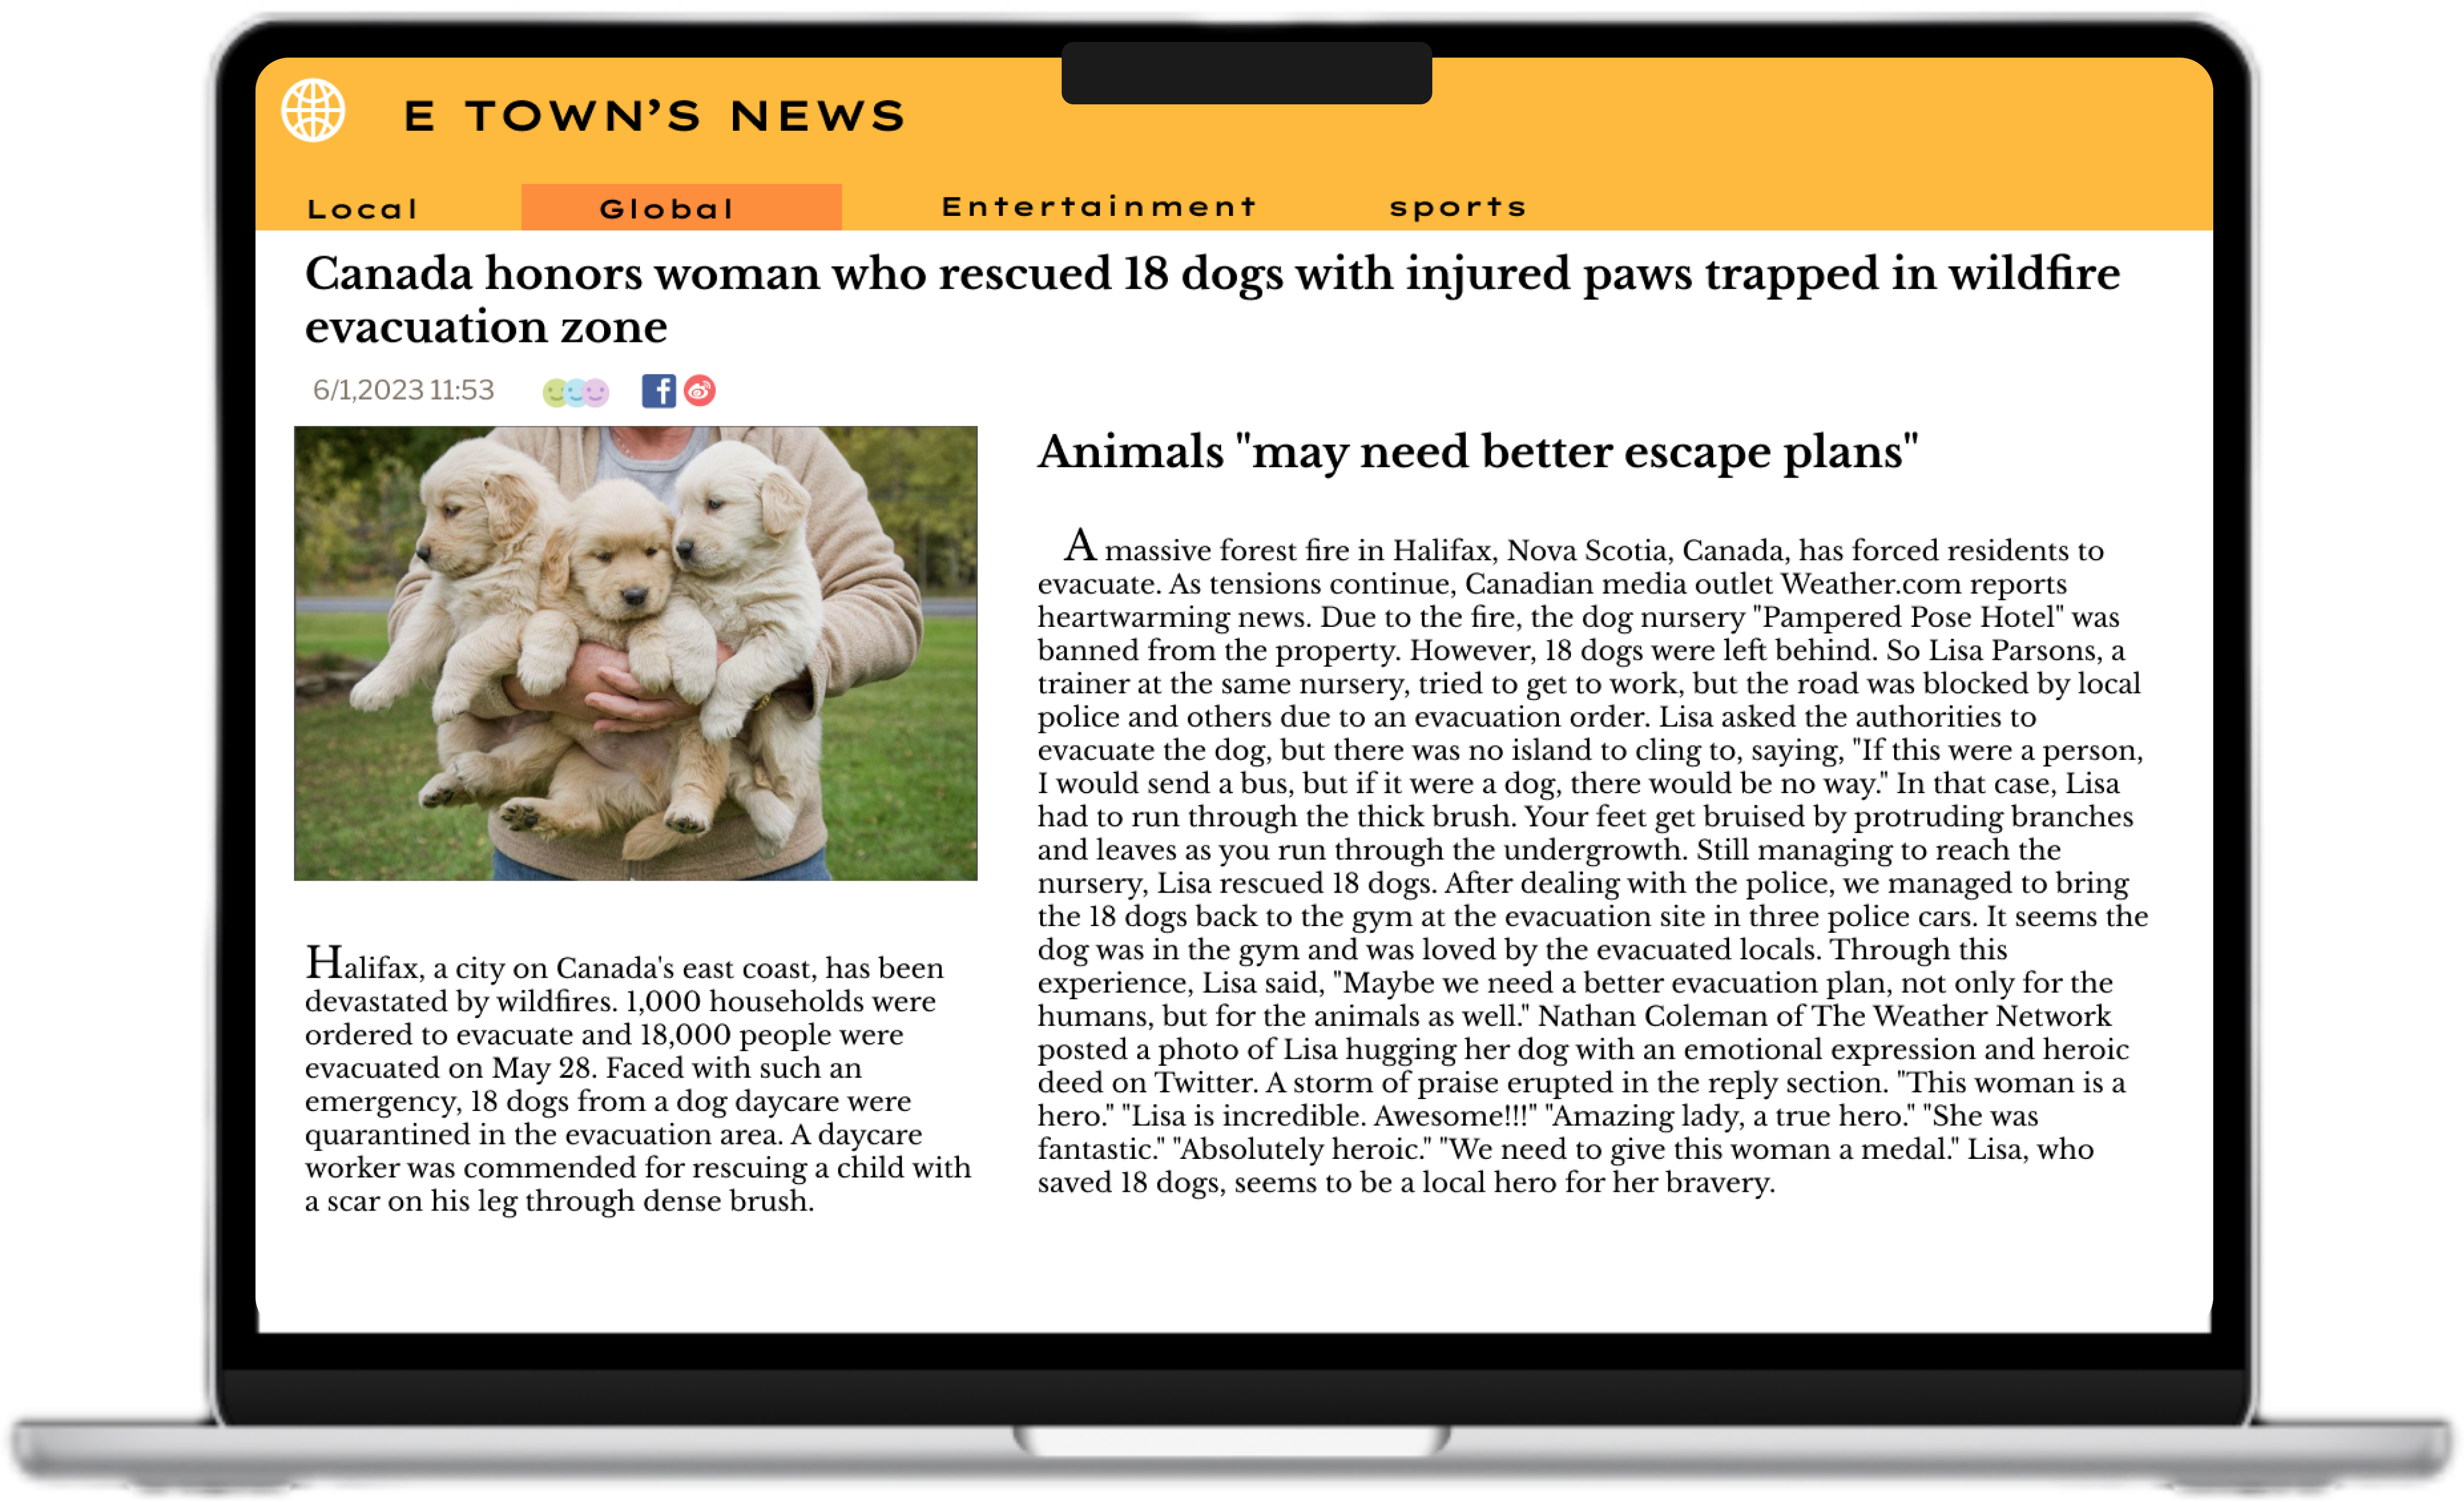 E TOWN’S NEWS
Local Global Entertainment sports
Canada honors woman who rescued 18 dogs with injured paws trapped in wildfire
evacuation zone
6/1,2023 11:53
Halifax, a city on Canada's east coast, has been
devastated by wildfires. 1,000 households were
ordered to evacuate and 18,000 people were
evacuated on May 28. Faced with such an
emergency, 18 dogs from a dog daycare were
quarantined in the evacuation area. A daycare
worker was commended for rescuing a child with
a scar on his leg through dense brush.
Animals "may need better escape plans"
A massive forest fire in Halifax, Nova Scotia, Canada, has forced residents to
evacuate. As tensions continue, Canadian media outlet Weather.com reports
heartwarming news. Due to the fire, the dog nursery "Pampered Pose Hotel" was
banned from the property. However, 18 dogs were left behind. So Lisa Parsons, a
trainer at the same nursery, tried to get to work, but the road was blocked by local
police and others due to an evacuation order. Lisa asked the authorities to
evacuate the dog, but there was no island to cling to, saying, "If this were a person,
I would send a bus, but if it were a dog, there would be no way." In that case, Lisa
had to run through the thick brush. Your feet get bruised by protruding branches
and leaves as you run through the undergrowth. Still managing to reach the
nursery, Lisa rescued 18 dogs. After dealing with the police, we managed to bring
the 18 dogs back to the gym at the evacuation site in three police cars. It seems the
dog was in the gym and was loved by the evacuated locals. Through this
experience, Lisa said, "Maybe we need a better evacuation plan, not only for the
humans, but for the animals as well." Nathan Coleman of The Weather Network
posted a photo of Lisa hugging her dog with an emotional expression and heroic
deed on Twitter. A storm of praise erupted in the reply section. "This woman is a
hero." "Lisa is incredible. Awesome!!!" "Amazing lady, a true hero." "She was
fantastic." "Absolutely heroic." "We need to give this woman a medal." Lisa, who
saved 18 dogs, seems to be a local hero for her bravery.